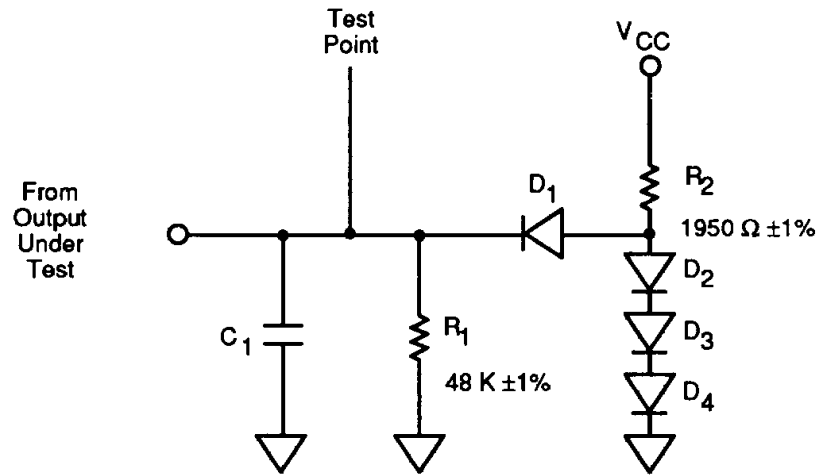 Test
Point
V CC
From
Output
Under
Test
D1
R2
1950 Ω ±1%
D2
C1
R1
48 K ±1%
D3
D4